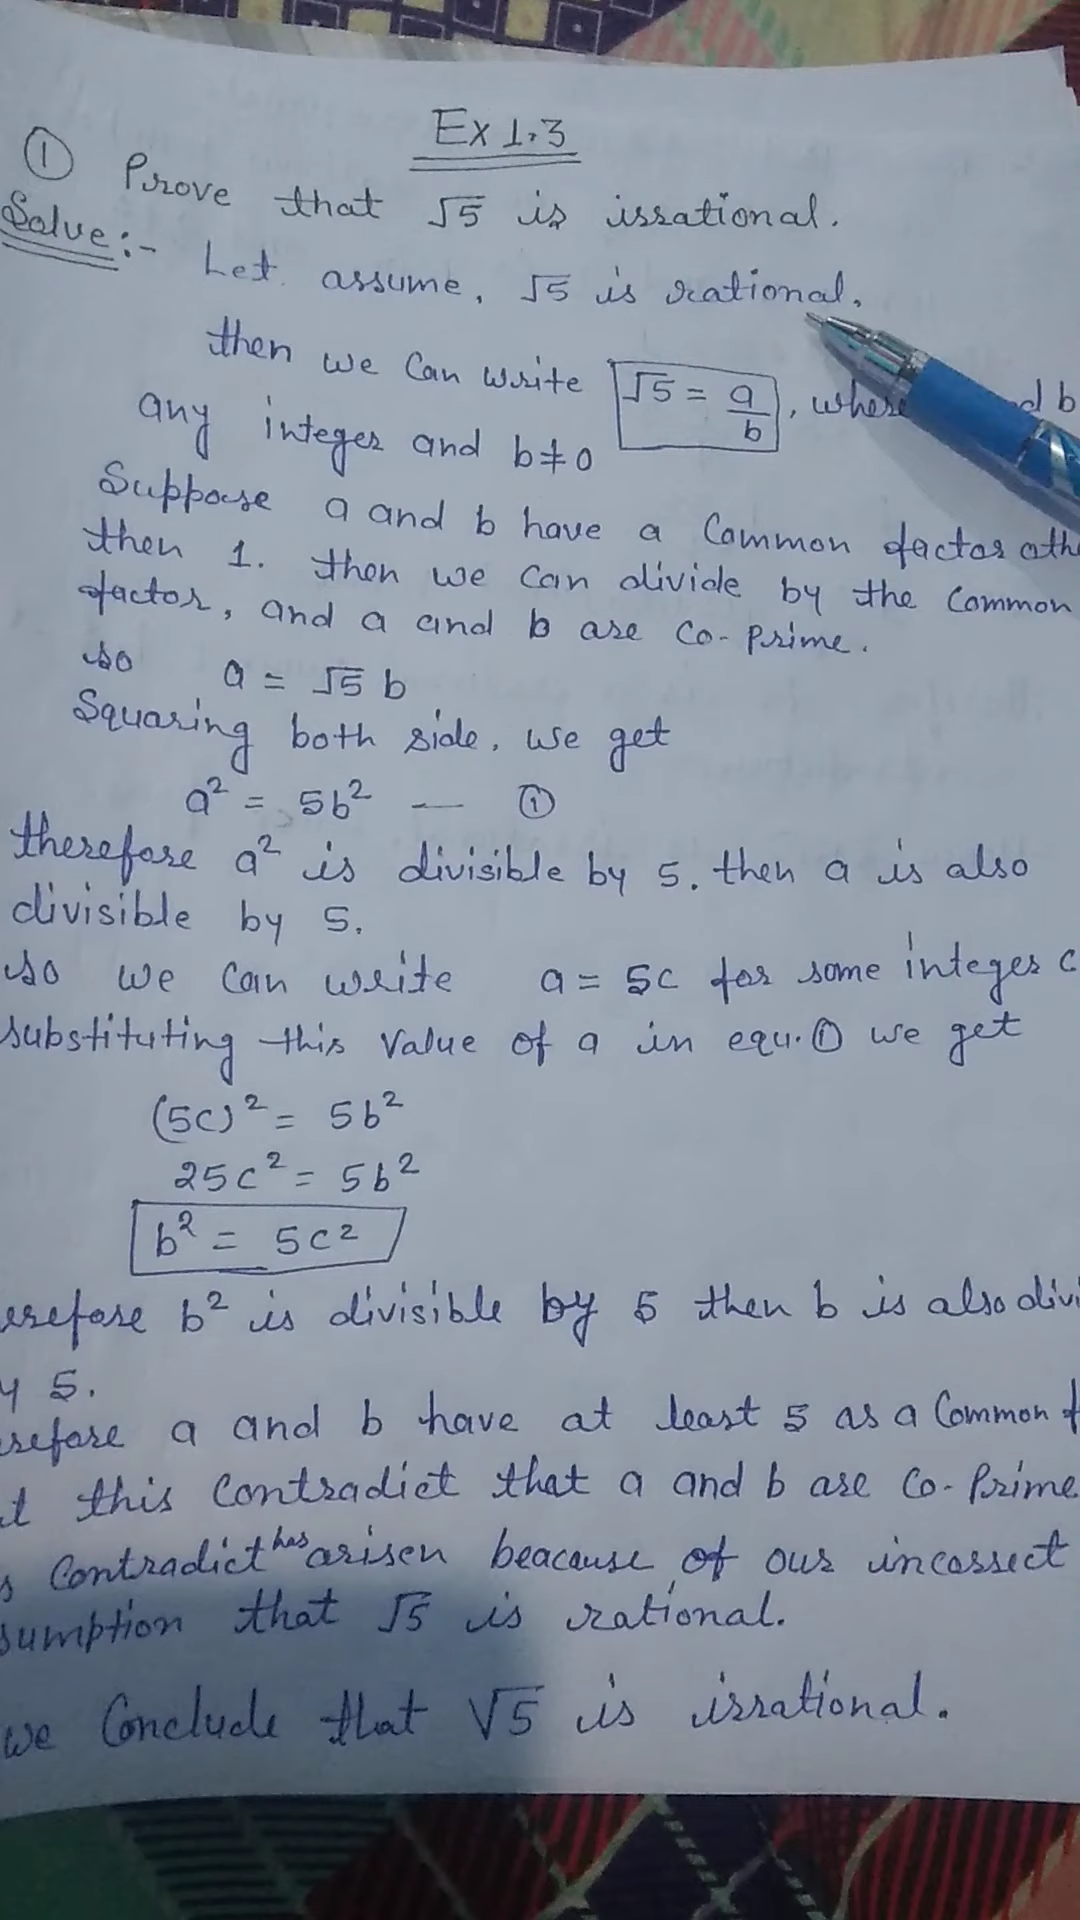 Ex 1.3
① Prove that √5 is irrational.
Solve:- Let assume, √5 is rational.
then we can write √5 = a/b, where b
any integer and b≠0
Suppose a and b have a common factor othe
then 1. then we can divide by the common
factor, and a and b are co-prime.
so a = √5 b
Squaring both side, we get
a² = 5b² — ①
therefore a² is divisible by 5. then a is also
divisible by 5.
so we can write a = 5c for some integer c
substituting this value of a in equ.① we get
(5c)² = 5b²
25c² = 5b²
b² = 5c²
erefore b² is divisible by 5 then b is also divi
y 5.
refore a and b have at least 5 as a common f
t this contradict that a and b are co-prime
s contradict has arisen beacause of our incorrect
sumption that √5 is rational.
we conclude that √5 is irrational.